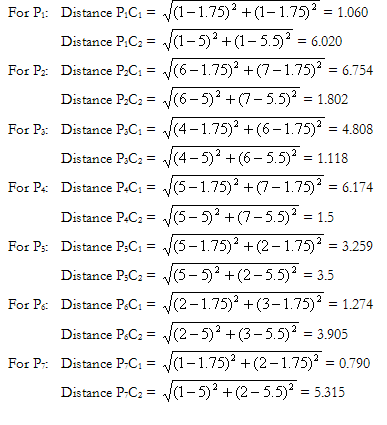 For P₁: Distance P₁C₁ = √(1−1.75)² + (1−1.75)² = 1.060
Distance P₁C₂ = √(1−5)² + (1−5.5)² = 6.020
For P₂: Distance P₂C₁ = √(6−1.75)² + (7−1.75)² = 6.754
Distance P₂C₂ = √(6−5)² + (7−5.5)² = 1.802
For P₃: Distance P₃C₁ = √(4−1.75)² + (6−1.75)² = 4.808
Distance P₃C₂ = √(4−5)² + (6−5.5)² = 1.118
For P₄: Distance P₄C₁ = √(5−1.75)² + (7−1.75)² = 6.174
Distance P₄C₂ = √(5−5)² + (7−5.5)² = 1.5
For P₅: Distance P₅C₁ = √(5−1.75)² + (2−1.75)² = 3.259
Distance P₅C₂ = √(5−5)² + (2−5.5)² = 3.5
For P₆: Distance P₆C₁ = √(2−1.75)² + (3−1.75)² = 1.274
Distance P₆C₂ = √(2−5)² + (3−5.5)² = 3.905
For P₇: Distance P₇C₁ = √(1−1.75)² + (2−1.75)² = 0.790
Distance P₇C₂ = √(1−5)² + (2−5.5)² = 5.315